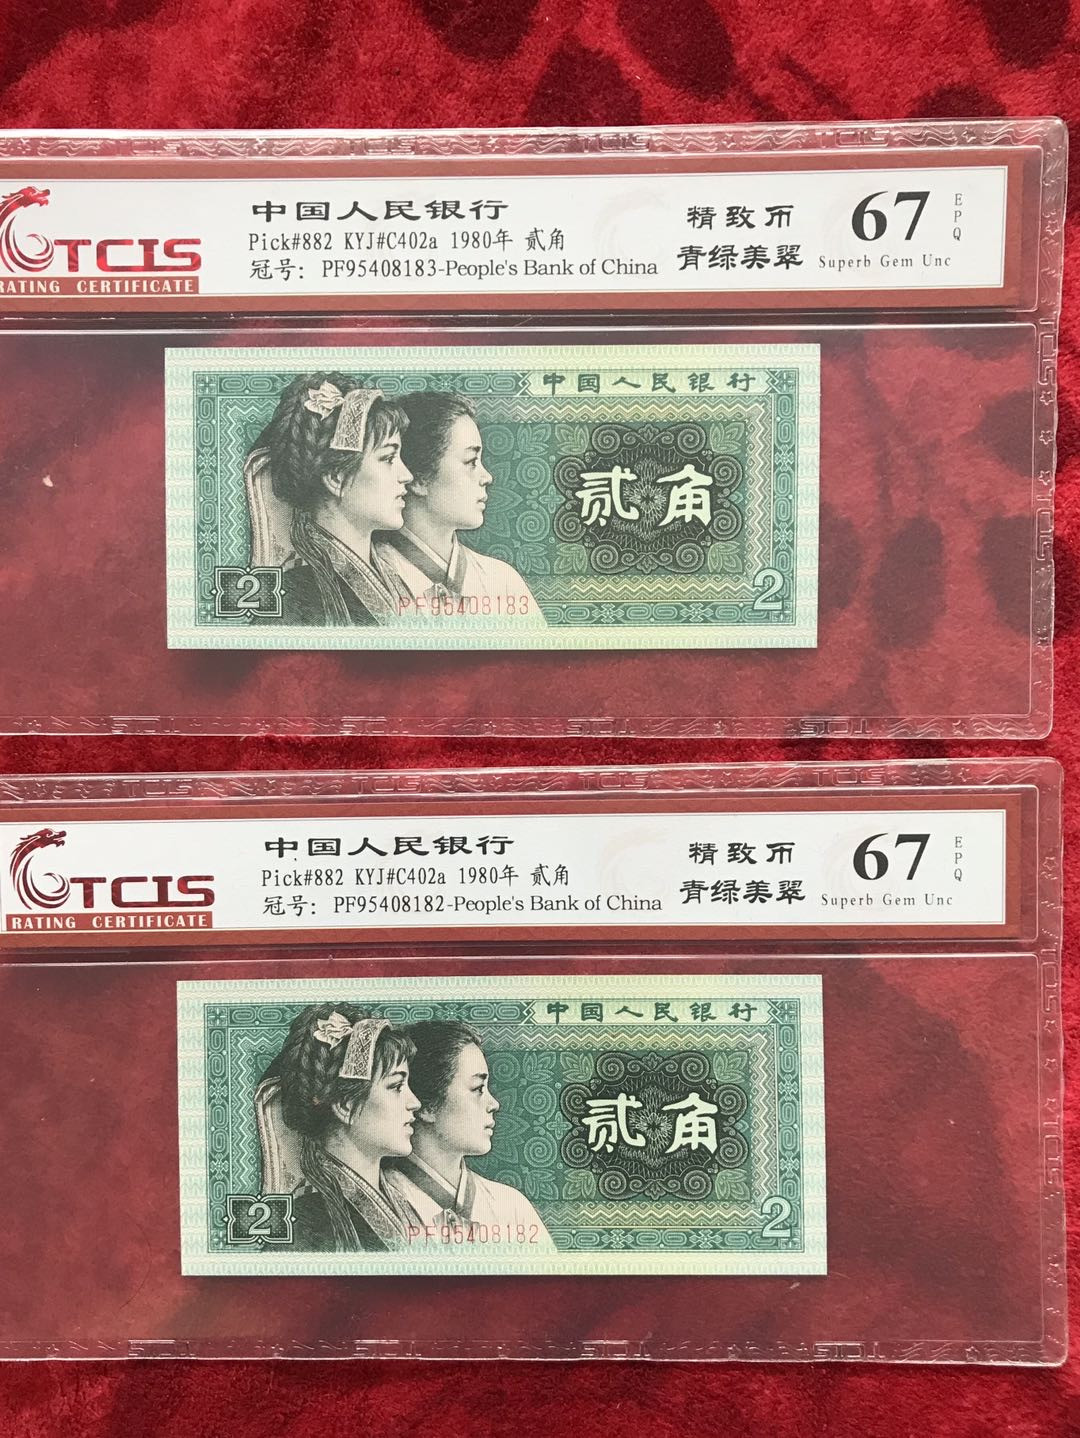 TCIS
RATING CERTIFICATE
中国人民银行
Pick#882 KYJ#C402a 1980年 贰角
冠号: PF95408183-People's Bank of China
精致币
青绿美翠
67
EPQ
Superb Gem Unc
中国人民银行
贰角
2
2
PF95408183
TCIS
RATING CERTIFICATE
中国人民银行
Pick#882 KYJ#C402a 1980年 贰角
冠号: PF95408182-People's Bank of China
精致币
青绿美翠
67
EPQ
Superb Gem Unc
中国人民银行
贰角
2
2
PF95408182